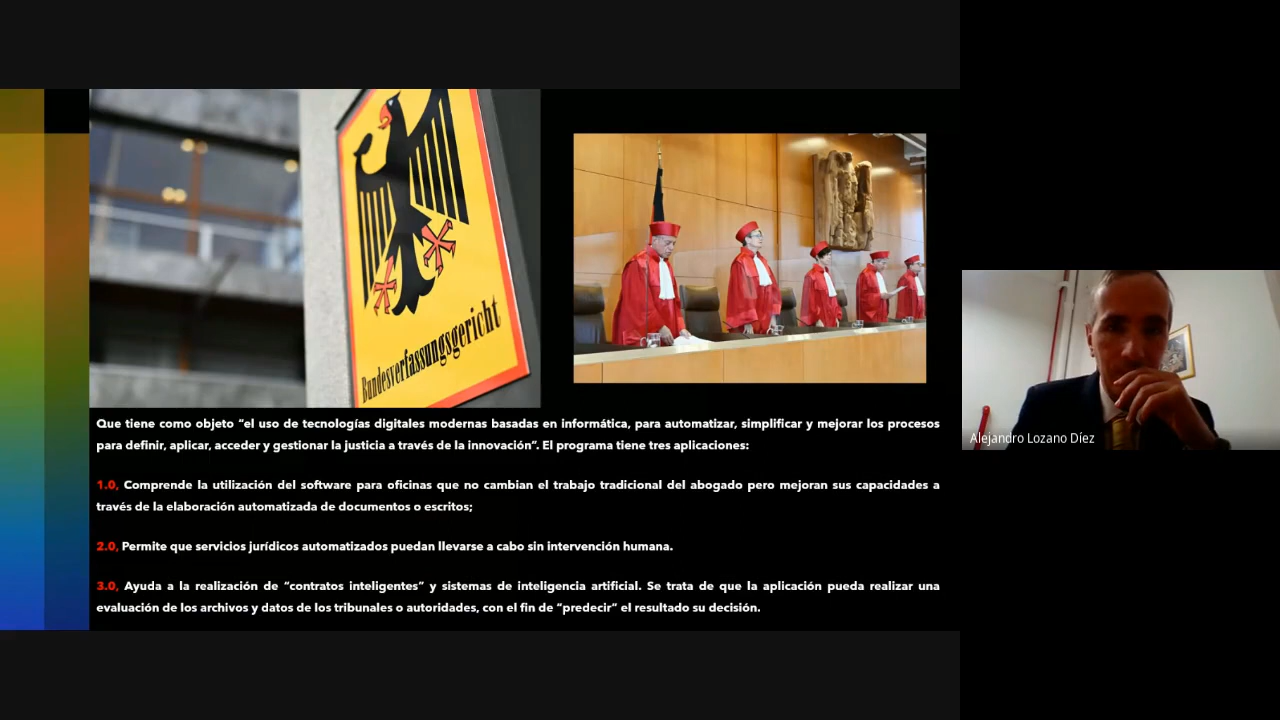 Bundesverfassungsgericht
Que tiene como objeto “el uso de tecnologías digitales modernas basadas en informática, para automatizar, simplificar y mejorar los procesos
para definir, aplicar, acceder y gestionar la justicia a través de la innovación”. El programa tiene tres aplicaciones:
1.0, Comprende la utilización del software para oficinas que no cambian el trabajo tradicional del abogado pero mejoran sus capacidades a
través de la elaboración automatizada de documentos o escritos;
2.0, Permite que servicios jurídicos automatizados puedan llevarse a cabo sin intervención humana.
3.0, Ayuda a la realización de “contratos inteligentes” y sistemas de inteligencia artificial. Se trata de que la aplicación pueda realizar una
evaluación de los archivos y datos de los tribunales o autoridades, con el fin de “predecir” el resultado su decisión.
Alejandro Lozano Díez